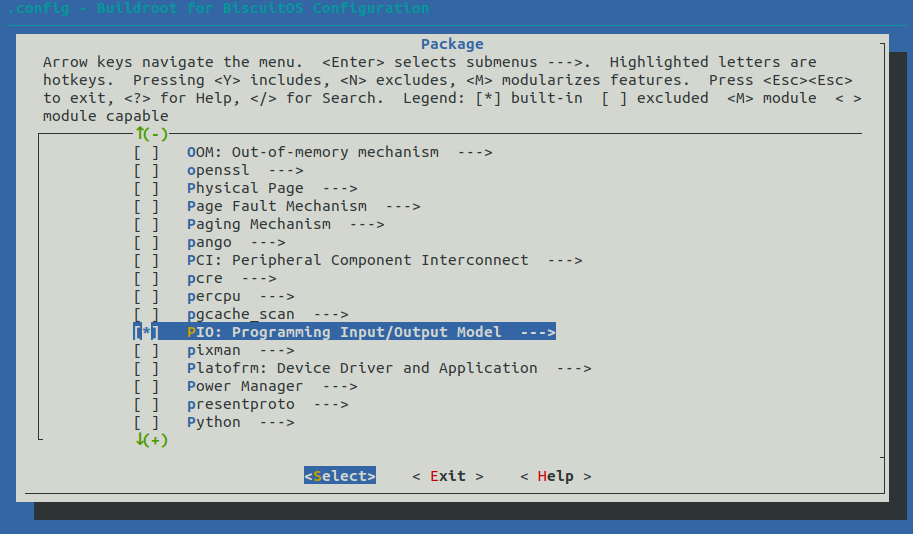 .config - Buildroot for BiscuitOS Configuration
Package
Arrow keys navigate the menu.  <Enter> selects submenus --->.  Highlighted letters are
hotkeys.  Pressing <Y> includes, <N> excludes, <M> modularizes features.  Press <Esc><Esc>
to exit, <?> for Help, </> for Search.  Legend: [*] built-in  [ ] excluded  <M> module  < >
module capable
↑(-)
[ ]   OOM: Out-of-memory mechanism  --->
[ ]   openssl  --->
[ ]   Physical Page  --->
[ ]   Page Fault Mechanism  --->
[ ]   Paging Mechanism  --->
[ ]   pango  --->
[ ]   PCI: Peripheral Component Interconnect  --->
[ ]   pcre  --->
[ ]   percpu  --->
[ ]   pgcache_scan  --->
[*]   PIO: Programming Input/Output Model  --->
[ ]   pixman  --->
[ ]   Platofrm: Device Driver and Application  --->
[ ]   Power Manager  --->
[ ]   presentproto  --->
[ ]   Python  --->
↓(+)
<Select>    < Exit >    < Help >